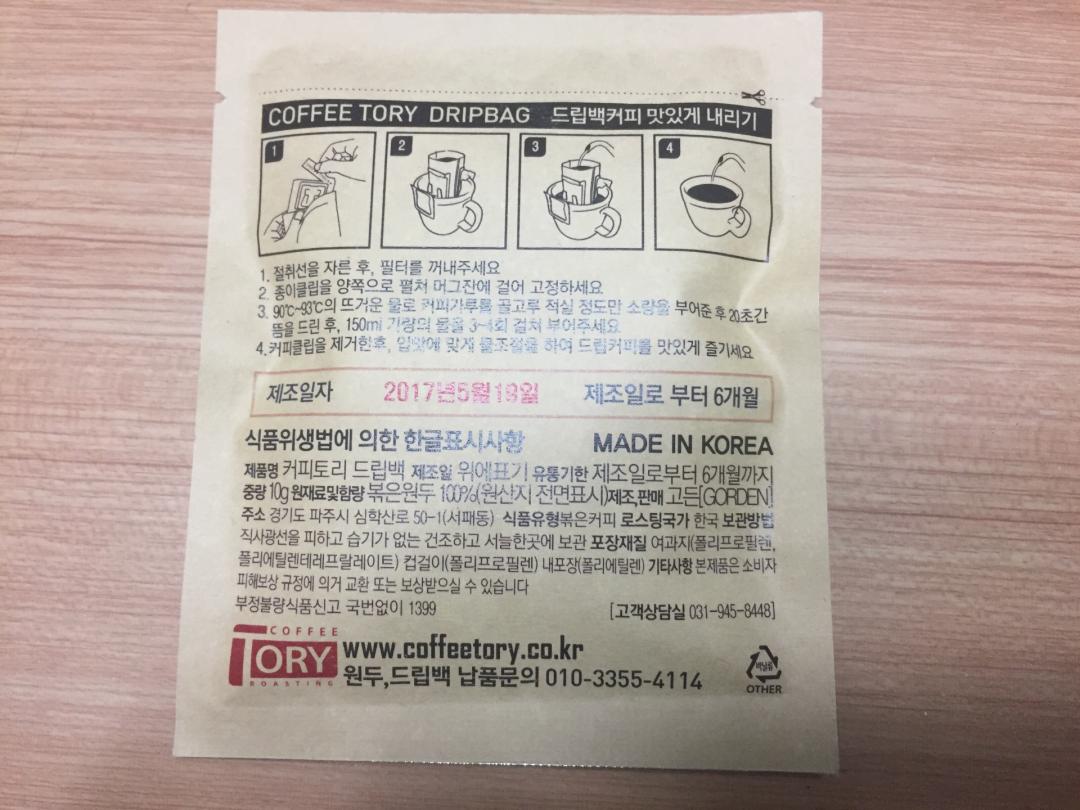 COFFEE TORY DRIPBAG 드립백커피 맛있게 내리기
1 2 3 4
1. 절취선을 자른 후, 필터를 꺼내주세요
2. 종이클립을 양쪽으로 펼쳐 머그잔에 걸어 고정하세요
3. 90℃~93℃의 뜨거운 물로 커피가루를 골고루 적실 정도만 소량을 부어준 후 20초간
뜸을 드린 후, 150ml 가량의 물을 3~4회 걸쳐 부어주세요
4. 커피클립을 제거한후, 입맛에 맞게 물조절을 하여 드립커피를 맛있게 즐기세요
제조일자 2017년5월19일 제조일로 부터 6개월
식품위생법에 의한 한글표시사항 MADE IN KOREA
제품명 커피토리 드립백 제조일 위에표기 유통기한 제조일로부터 6개월까지
중량 10g 원재료및함량 볶은원두 100%(원산지 전면표시)제조,판매 고든[GORDEN]
주소 경기도 파주시 심학산로 50-1(서패동) 식품유형볶은커피 로스팅국가 한국 보관방법
직사광선을 피하고 습기가 없는 건조하고 서늘한곳에 보관 포장재질 여과지(폴리프로필렌,
폴리에틸렌테레프탈레이트) 컵걸이(폴리프로필렌) 내포장(폴리에틸렌) 기타사항 본제품은 소비자
피해보상 규정에 의거 교환 또는 보상받으실 수 있습니다
부정불량식품신고 국번없이 1399 [고객상담실 031-945-8448]
COFFEE
TORY
ROASTING
www.coffeetory.co.kr
원두,드립백 납품문의 010-3355-4114
비닐류
OTHER